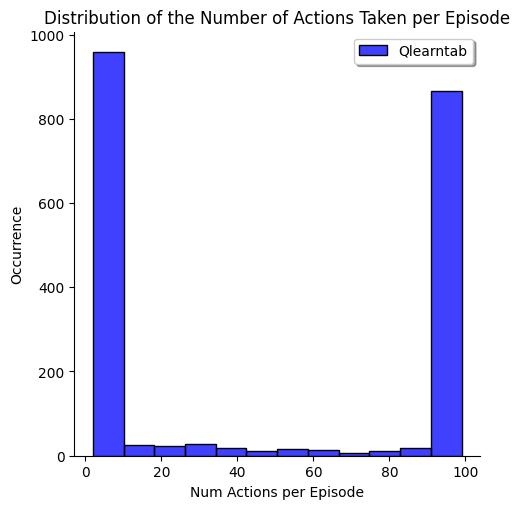 Distribution of the Number of Actions Taken per Episode
Qlearntab
1000
800
600
400
200
0
Occurrence
0 20 40 60 80 100
Num Actions per Episode